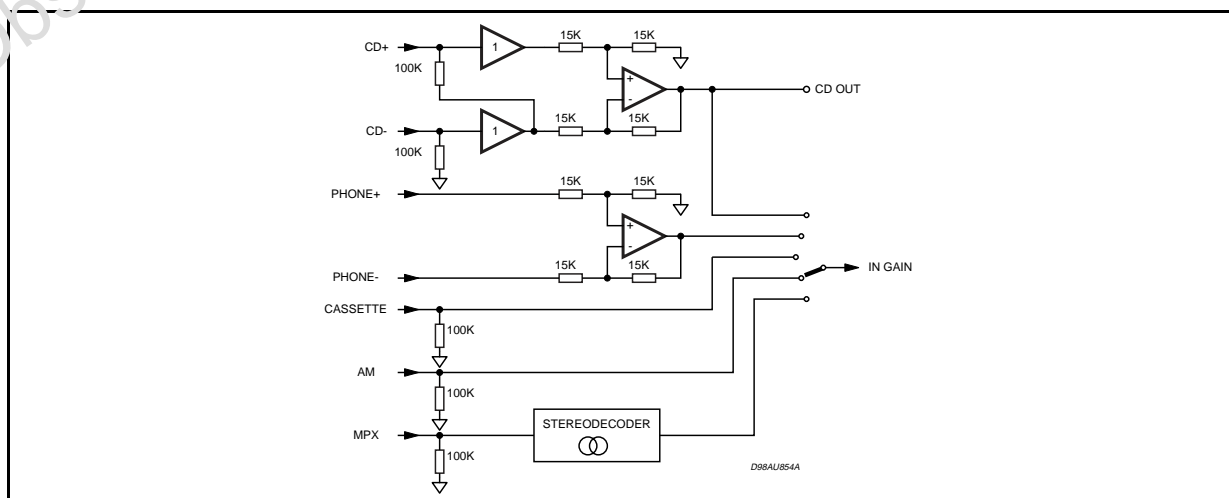 CD+
100K
1
15K
15K
+
-
CD OUT
CD-
100K
1
15K
15K
PHONE+
15K
15K
+
-
PHONE-
15K
15K
IN GAIN
CASSETTE
100K
AM
100K
MPX
100K
STEREODECODER
D98AU854A